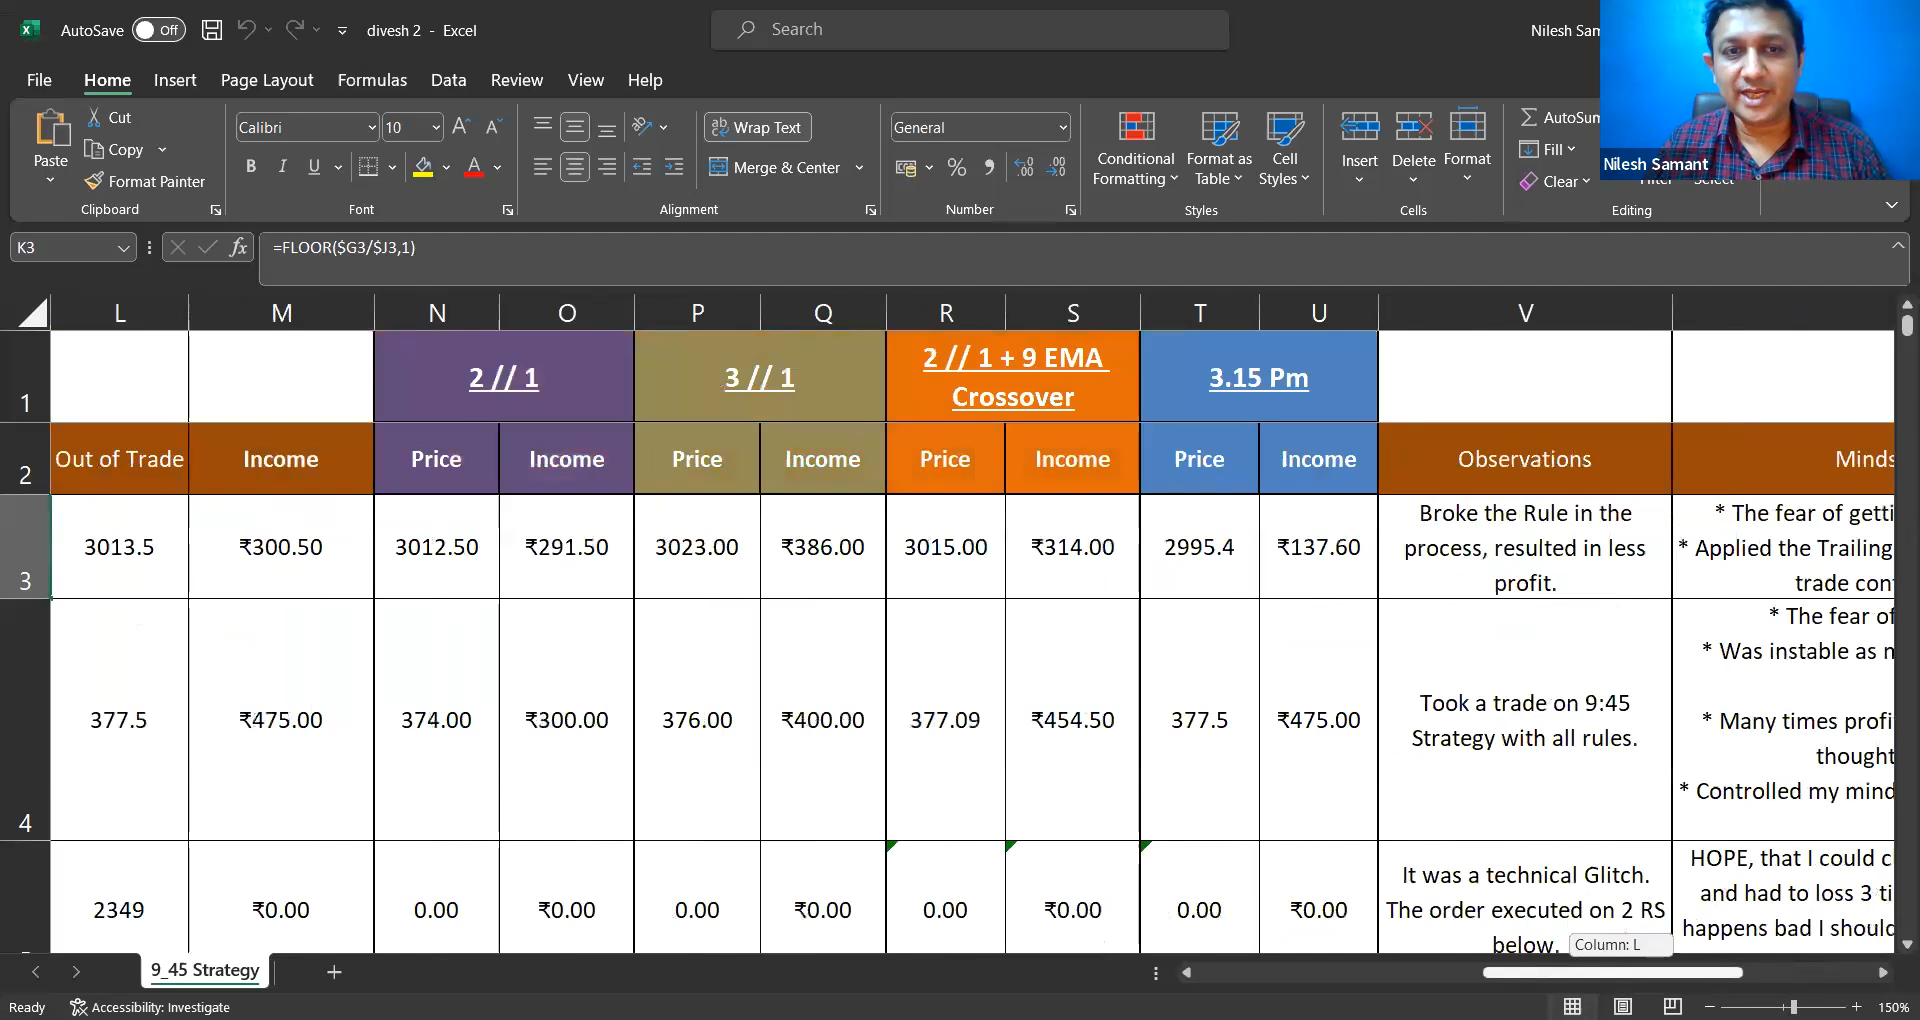 AutoSave Off divesh 2 - Excel Search Nilesh Sam
File Home Insert Page Layout Formulas Data Review View Help
Paste Cut Copy Format Painter Clipboard
Calibri 10 B I U Font
Wrap Text Merge & Center Alignment
General % Number
Conditional Formatting Format as Table Cell Styles Styles
Insert Delete Format Cells
AutoSum Fill Clear Editing
Nilesh Samant
K3 fx =FLOOR($G3/$J3,1)
L M N O P Q R S T U V
1 2 // 1 3 // 1 2 // 1 + 9 EMA Crossover 3.15 Pm
2 Out of Trade Income Price Income Price Income Price Income Price Income Observations Minds
3 3013.5 ₹300.50 3012.50 ₹291.50 3023.00 ₹386.00 3015.00 ₹314.00 2995.4 ₹137.60
Broke the Rule in the
process, resulted in less
profit.
* The fear of getti
* Applied the Trailing
trade con
4 377.5 ₹475.00 374.00 ₹300.00 376.00 ₹400.00 377.09 ₹454.50 377.5 ₹475.00
Took a trade on 9:45
Strategy with all rules.
* The fear of
* Was instable as n
* Many times profi
thought
* Controlled my mind
2349 ₹0.00 0.00 ₹0.00 0.00 ₹0.00 0.00 ₹0.00 0.00 ₹0.00
It was a technical Glitch.
The order executed on 2 RS
below.
HOPE, that I could c
and had to loss 3 ti
happens bad I should
Column: L
9_45 Strategy
Ready Accessibility: Investigate 150%